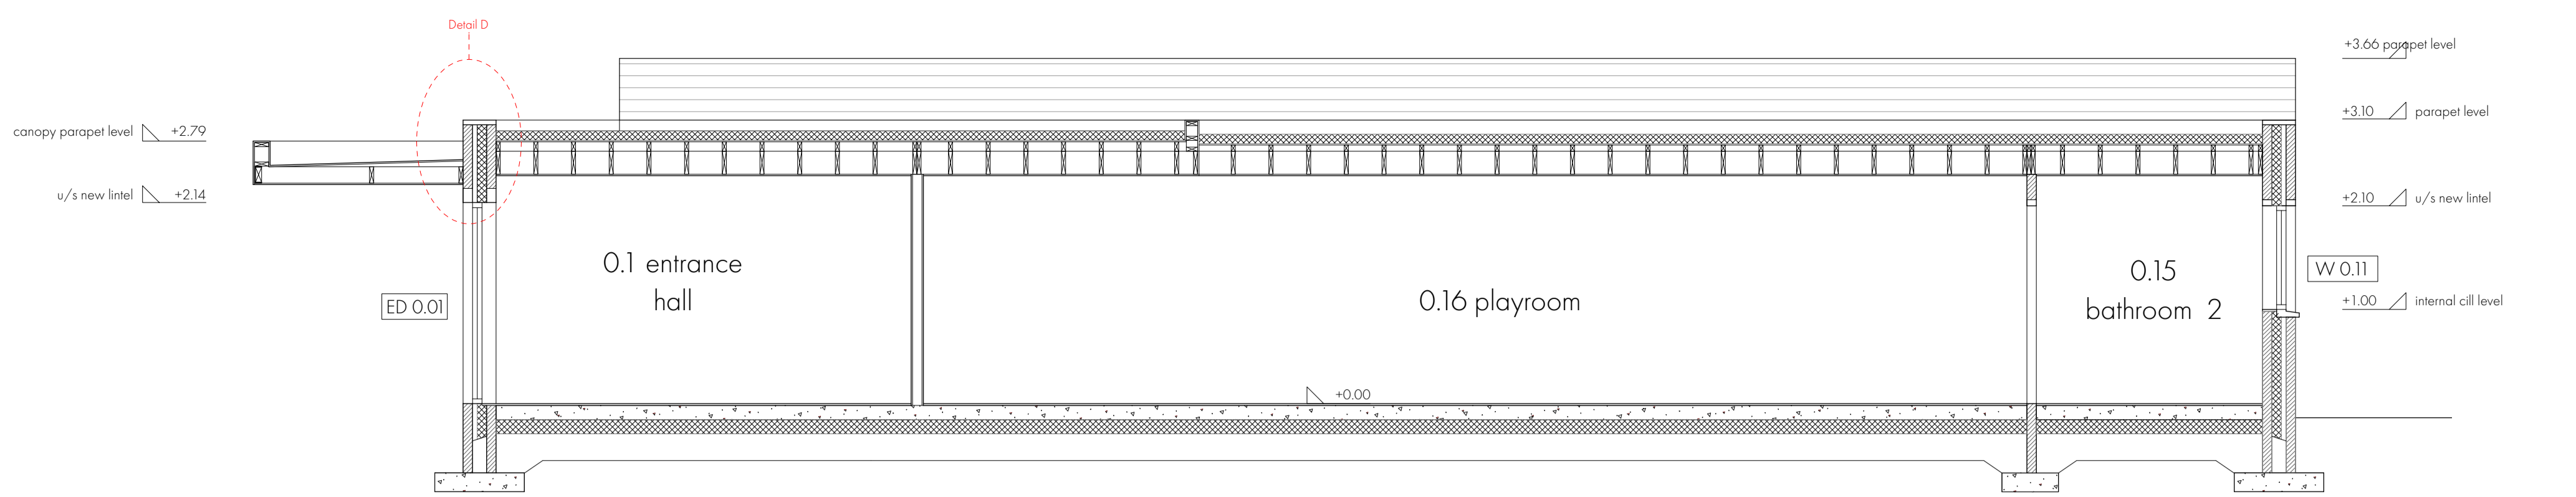 Detail D
+3.66 parapet level
+3.10 parapet level
canopy parapet level +2.79
u/s new lintel +2.14
+2.10 u/s new lintel
0.1 entrance
hall
0.16 playroom
0.15
bathroom 2
ED 0.01
W 0.11
+1.00 internal cill level
+0.00